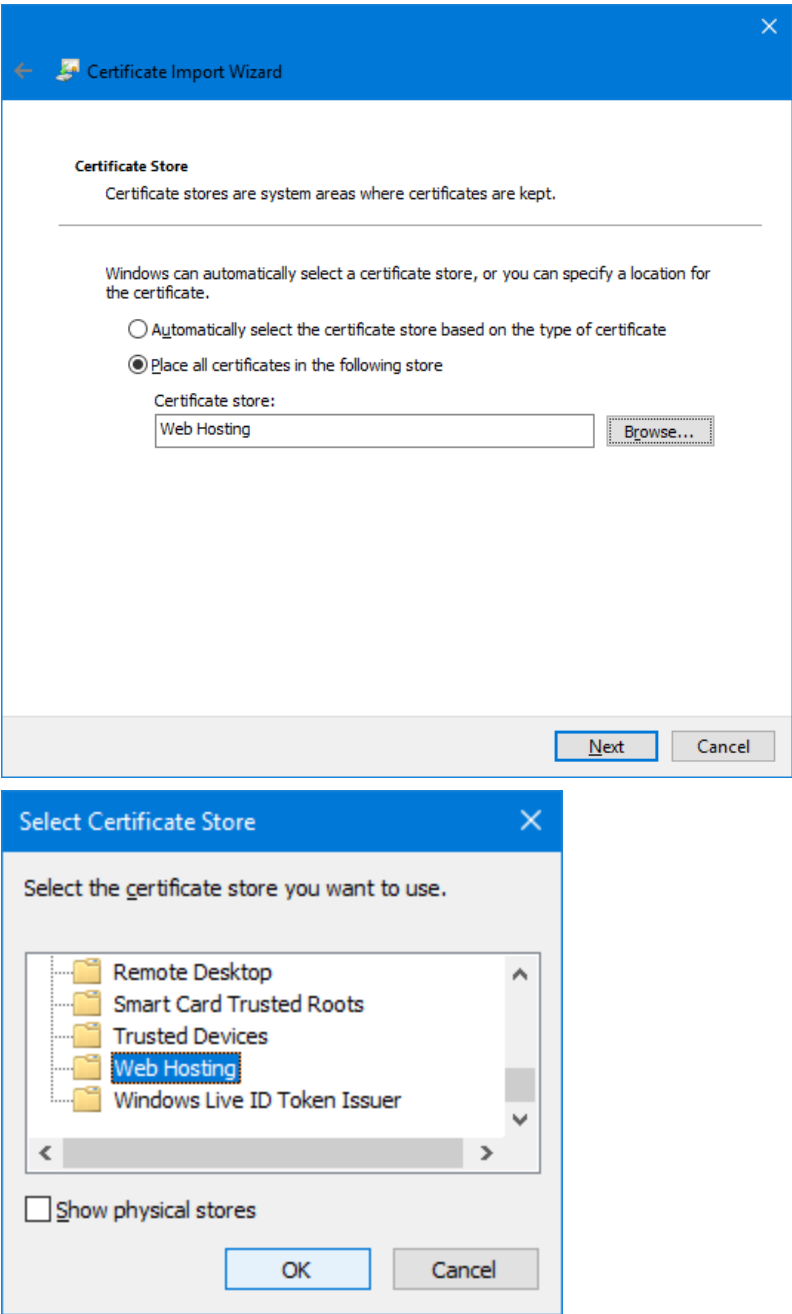 Certificate Import Wizard
Certificate Store
Certificate stores are system areas where certificates are kept.
Windows can automatically select a certificate store, or you can specify a location for
the certificate.
Automatically select the certificate store based on the type of certificate
Place all certificates in the following store
Certificate store:
Web Hosting
Browse...
Next
Cancel
Select Certificate Store
Select the certificate store you want to use.
Remote Desktop
Smart Card Trusted Roots
Trusted Devices
Web Hosting
Windows Live ID Token Issuer
Show physical stores
OK
Cancel